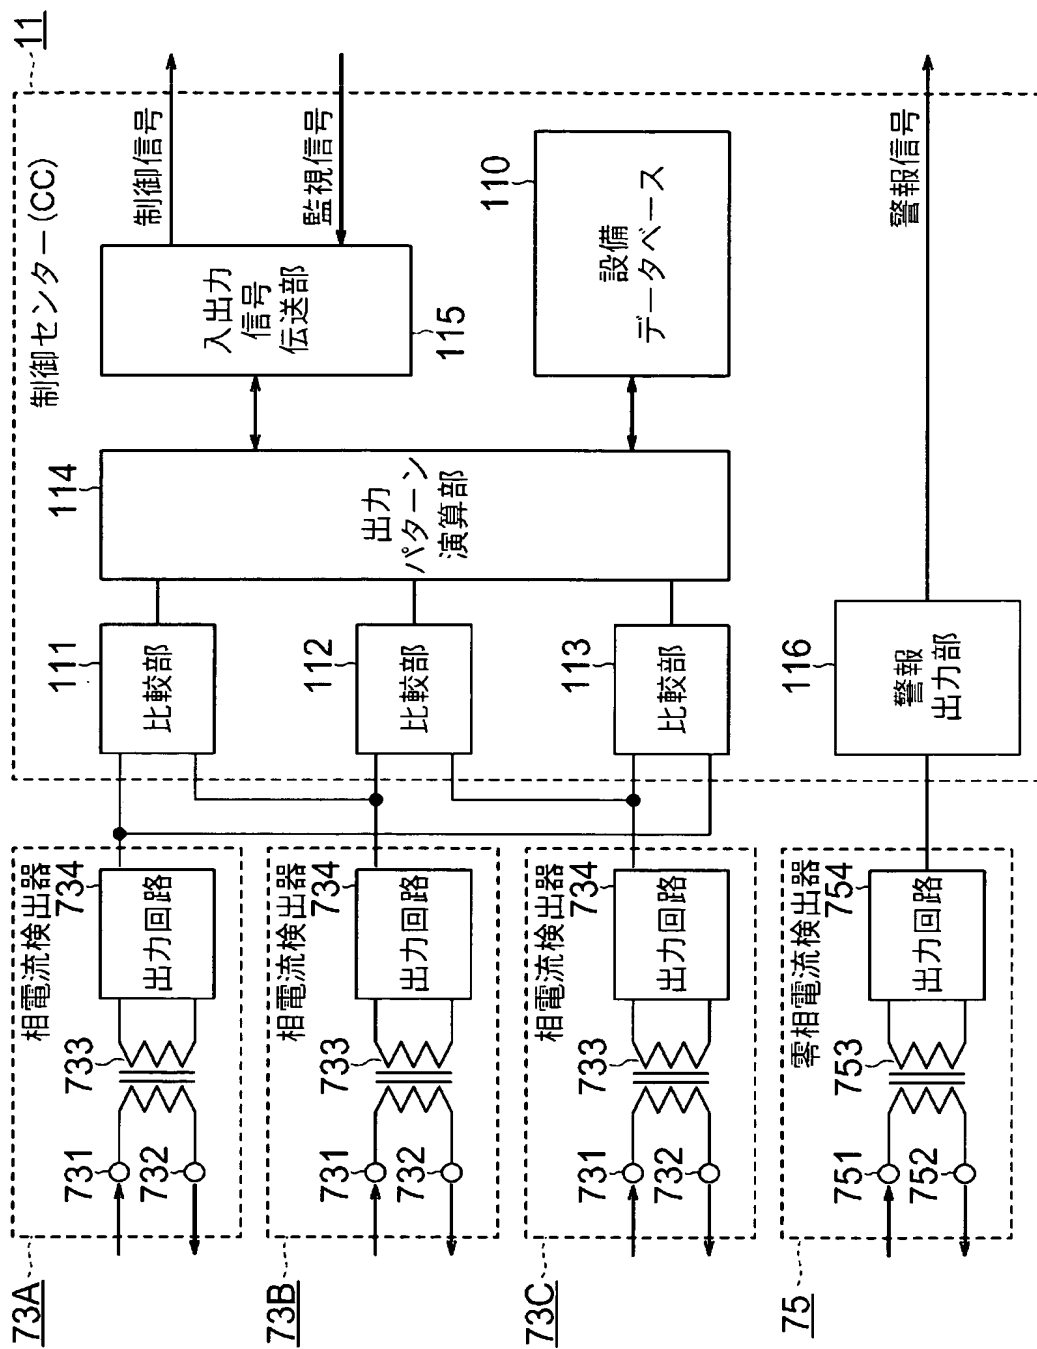 11
制御センター(CC)
制御信号
監視信号
入出力
信号
伝送部
115
110
設備
データベース
警報信号
114
出力
パターン
演算部
111
比較部
112
比較部
113
比較部
116
警報
出力部
73A
相電流検出器
731
732
733
734
出力回路
73B
相電流検出器
731
732
733
734
出力回路
73C
相電流検出器
731
732
733
734
出力回路
75
零相電流検出器
751
752
753
754
出力回路